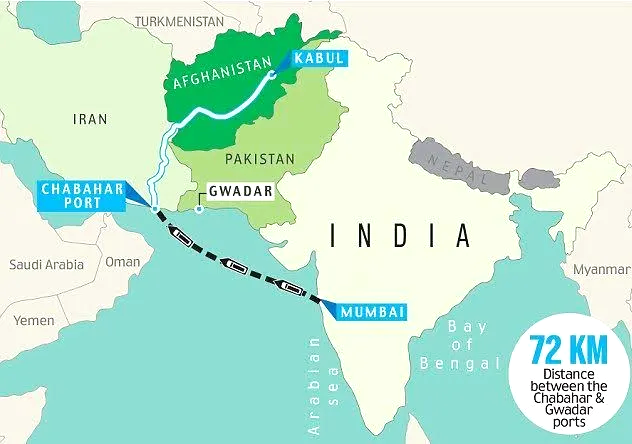 TURKMENISTAN
AFGHANISTAN
KABUL
IRAN
PAKISTAN
NEPAL
CHABAHAR
PORT
GWADAR
INDIA
Saudi Arabia
Oman
Myanmar
Yemen
MUMBAI
Arabian
sea
Bay
of
Bengal
72 KM
Distance
between the
Chabahar &
Gwadar
ports